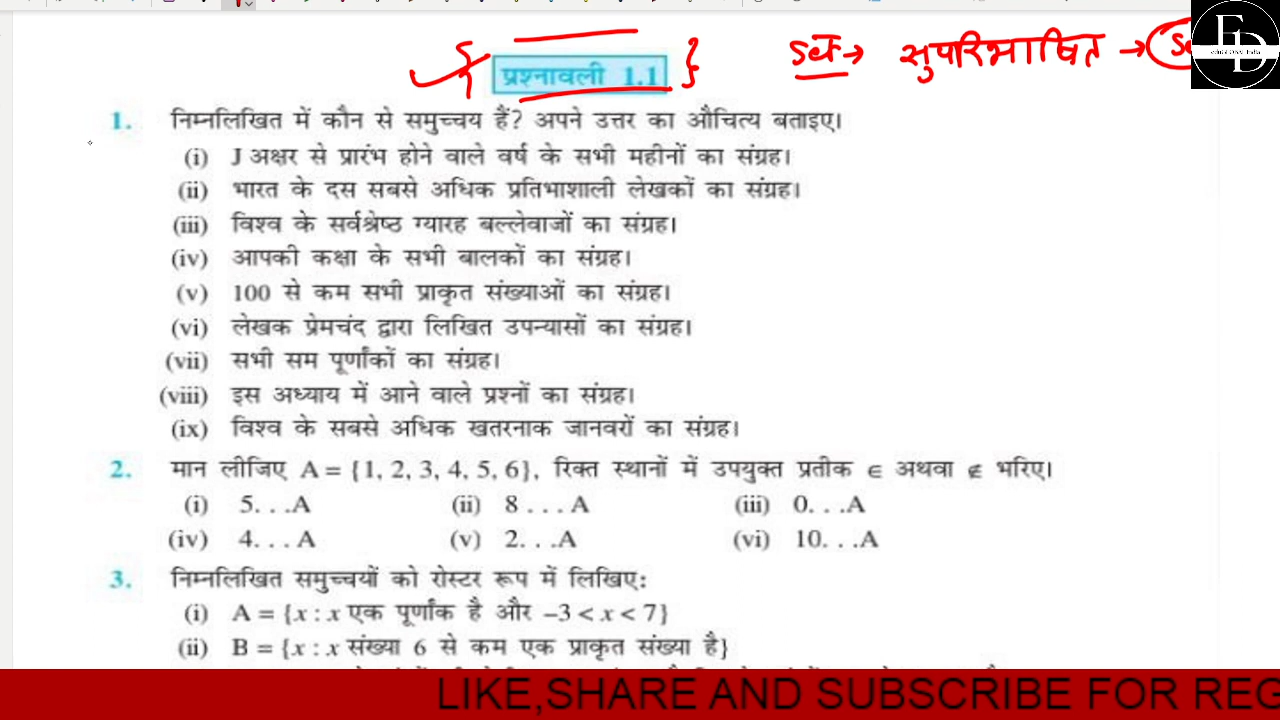 Set → सुपरिभाषित →
प्रश्नावली 1.1
1. निम्नलिखित में कौन से समुच्चय हैं? अपने उत्तर का औचित्य बताइए।
(i) J अक्षर से प्रारंभ होने वाले वर्ष के सभी महीनों का संग्रह।
(ii) भारत के दस सबसे अधिक प्रतिभाशाली लेखकों का संग्रह।
(iii) विश्व के सर्वश्रेष्ठ ग्यारह बल्लेवाजों का संग्रह।
(iv) आपकी कक्षा के सभी बालकों का संग्रह।
(v) 100 से कम सभी प्राकृत संख्याओं का संग्रह।
(vi) लेखक प्रेमचंद द्वारा लिखित उपन्यासों का संग्रह।
(vii) सभी सम पूर्णांकों का संग्रह।
(viii) इस अध्याय में आने वाले प्रश्नों का संग्रह।
(ix) विश्व के सबसे अधिक खतरनाक जानवरों का संग्रह।
2. मान लीजिए A = {1, 2, 3, 4, 5, 6}, रिक्त स्थानों में उपयुक्त प्रतीक ∈ अथवा ∉ भरिए।
(i) 5. . .A (ii) 8 . . . A (iii) 0. . .A
(iv) 4. . . A (v) 2. . .A (vi) 10. . .A
3. निम्नलिखित समुच्चयों को रोस्टर रूप में लिखिए:
(i) A = {x : x एक पूर्णांक है और –3 < x < 7}
(ii) B = {x : x संख्या 6 से कम एक प्राकृत संख्या है}
LIKE,SHARE AND SUBSCRIBE FOR REG